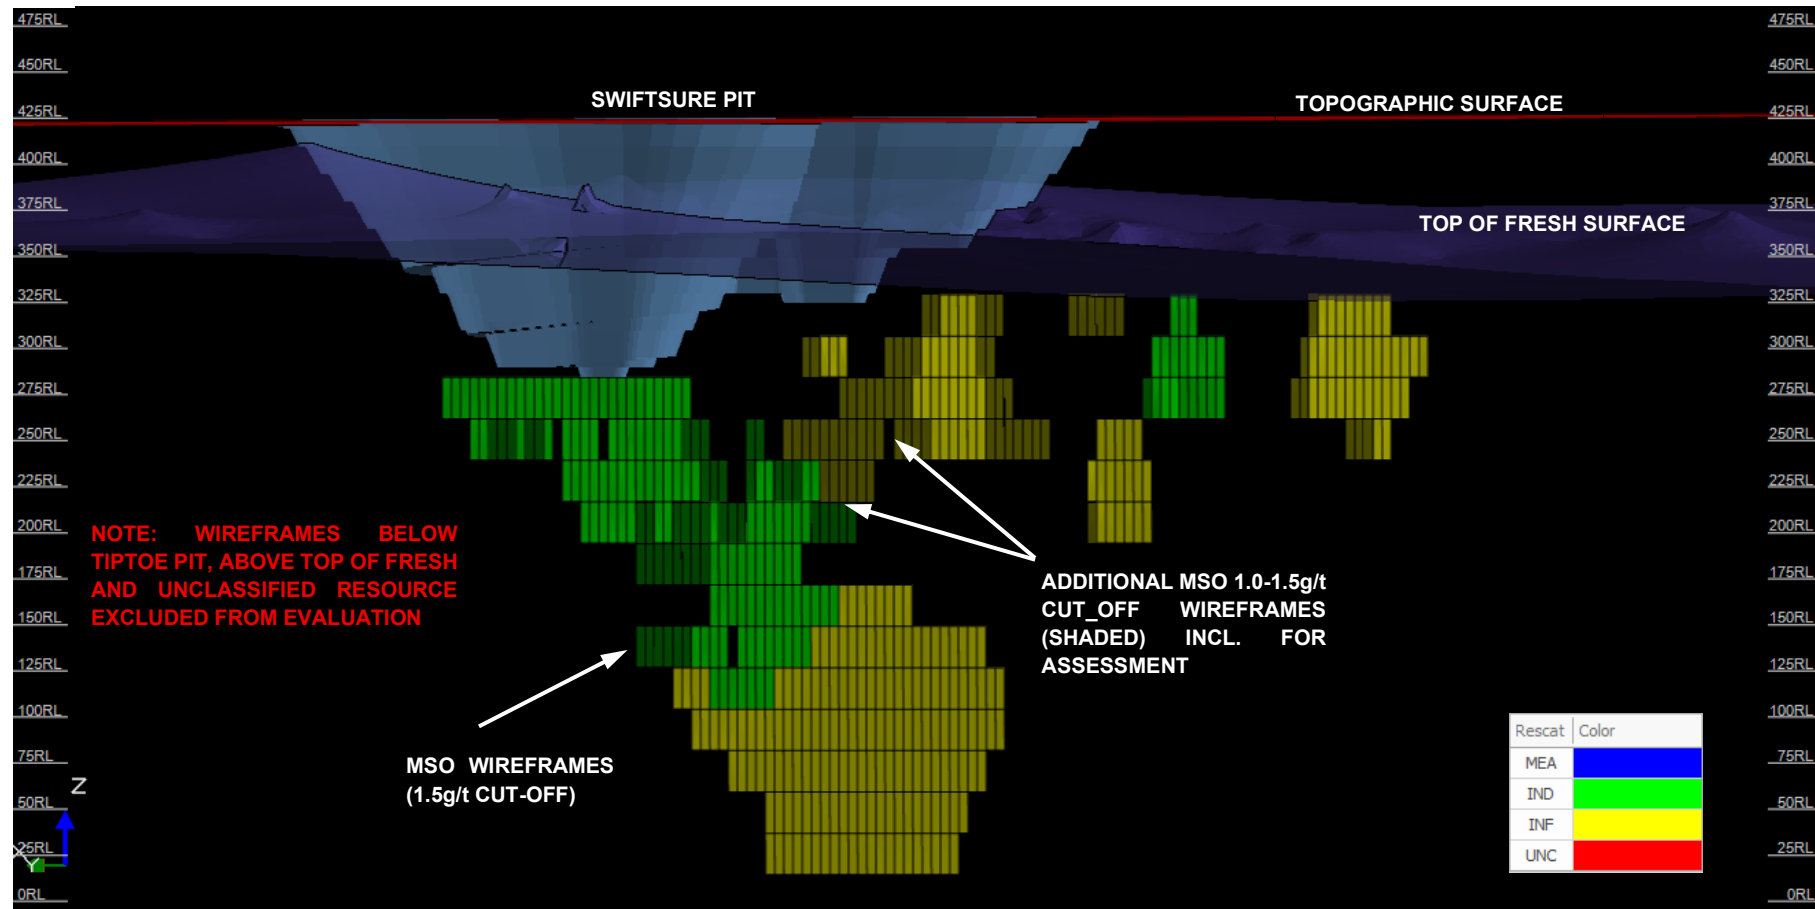 475RL 475RL
450RL 450RL
SWIFTSURE PIT
TOPOGRAPHIC SURFACE
425RL 425RL
400RL 400RL
375RL 375RL
TOP OF FRESH SURFACE
350RL 350RL
325RL 325RL
300RL 300RL
275RL 275RL
250RL 250RL
225RL 225RL
200RL 200RL
NOTE: WIREFRAMES BELOW
TIPTOE PIT, ABOVE TOP OF FRESH
AND UNCLASSIFIED RESOURCE
EXCLUDED FROM EVALUATION
175RL 175RL
ADDITIONAL MSO 1.0-1.5g/t
CUT_OFF WIREFRAMES
(SHADED) INCL. FOR
ASSESSMENT
150RL 150RL
125RL 125RL
100RL 100RL
MSO WIREFRAMES
(1.5g/t CUT-OFF)
75RL 75RL
Z
50RL 50RL
25RL 25RL
Y
0RL 0RL
Rescat Color
MEA
IND
INF
UNC